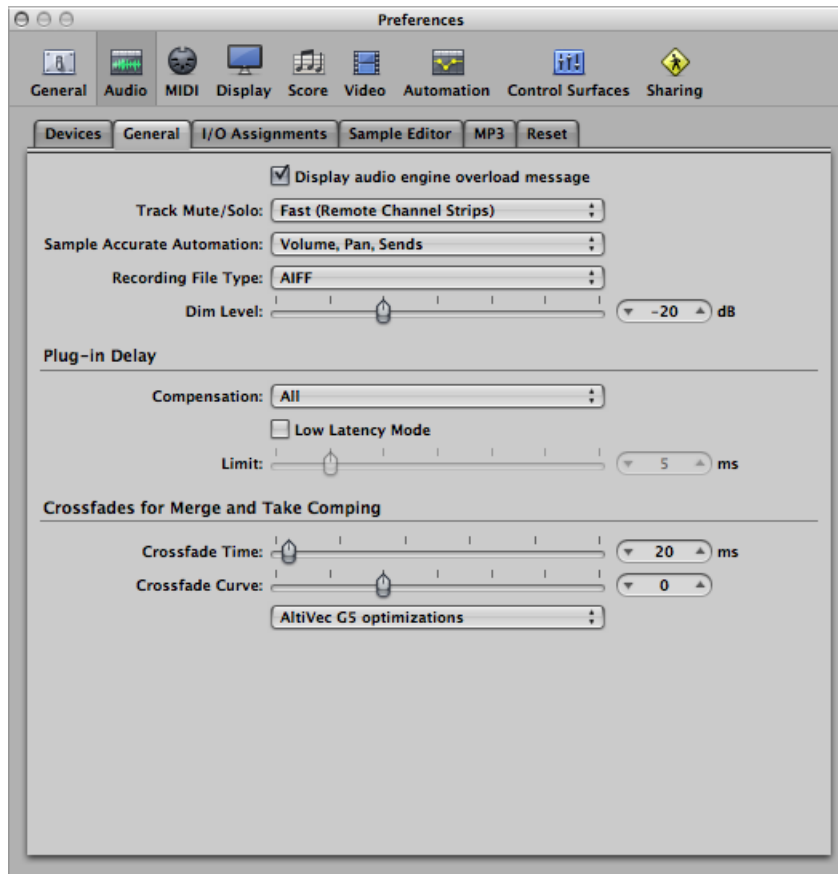 Preferences
General Audio MIDI Display Score Video Automation Control Surfaces Sharing
Devices General I/O Assignments Sample Editor MP3 Reset
Display audio engine overload message
Track Mute/Solo: Fast (Remote Channel Strips)
Sample Accurate Automation: Volume, Pan, Sends
Recording File Type: AIFF
Dim Level: -20 dB
Plug-in Delay
Compensation: All
Low Latency Mode
Limit: 5 ms
Crossfades for Merge and Take Comping
Crossfade Time: 20 ms
Crossfade Curve: 0
AltiVec G5 optimizations